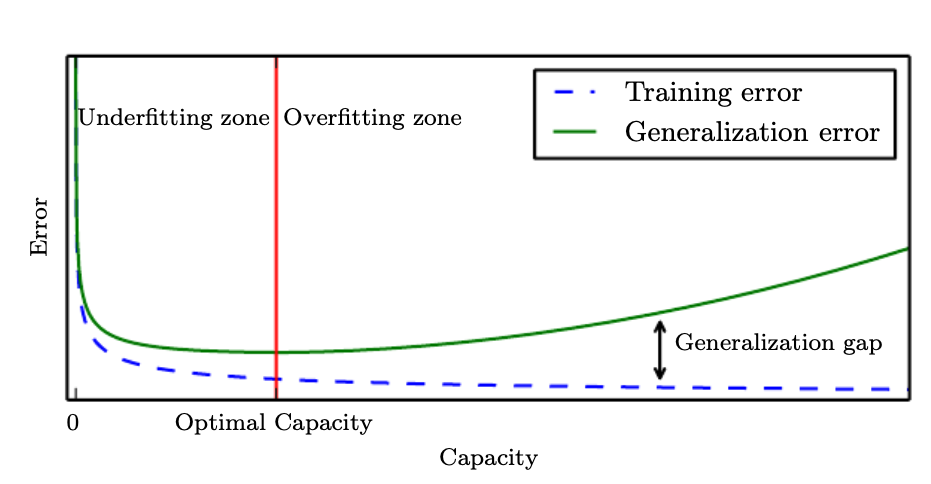 Training error
Generalization error
Underfitting zone
Overfitting zone
Error
Generalization gap
0
Optimal Capacity
Capacity